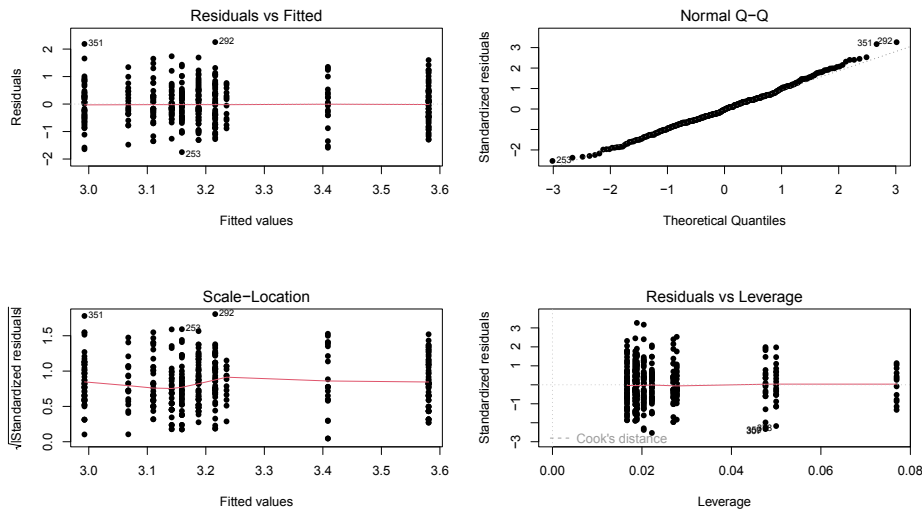 Residuals vs Fitted
Residuals
2
1
0
−1
−2
351
292
253
3.0 3.1 3.2 3.3 3.4 3.5 3.6
Fitted values
Normal Q−Q
Standardized residuals
3
2
1
0
−2
351 292
253
−3 −2 −1 0 1 2 3
Theoretical Quantiles
Scale−Location
√|Standardized residuals|
1.5
1.0
0.5
0.0
351
253
292
3.0 3.1 3.2 3.3 3.4 3.5 3.6
Fitted values
Residuals vs Leverage
Standardized residuals
3
1
−1
−3
Cook's distance
0.00 0.02 0.04 0.06 0.08
Leverage